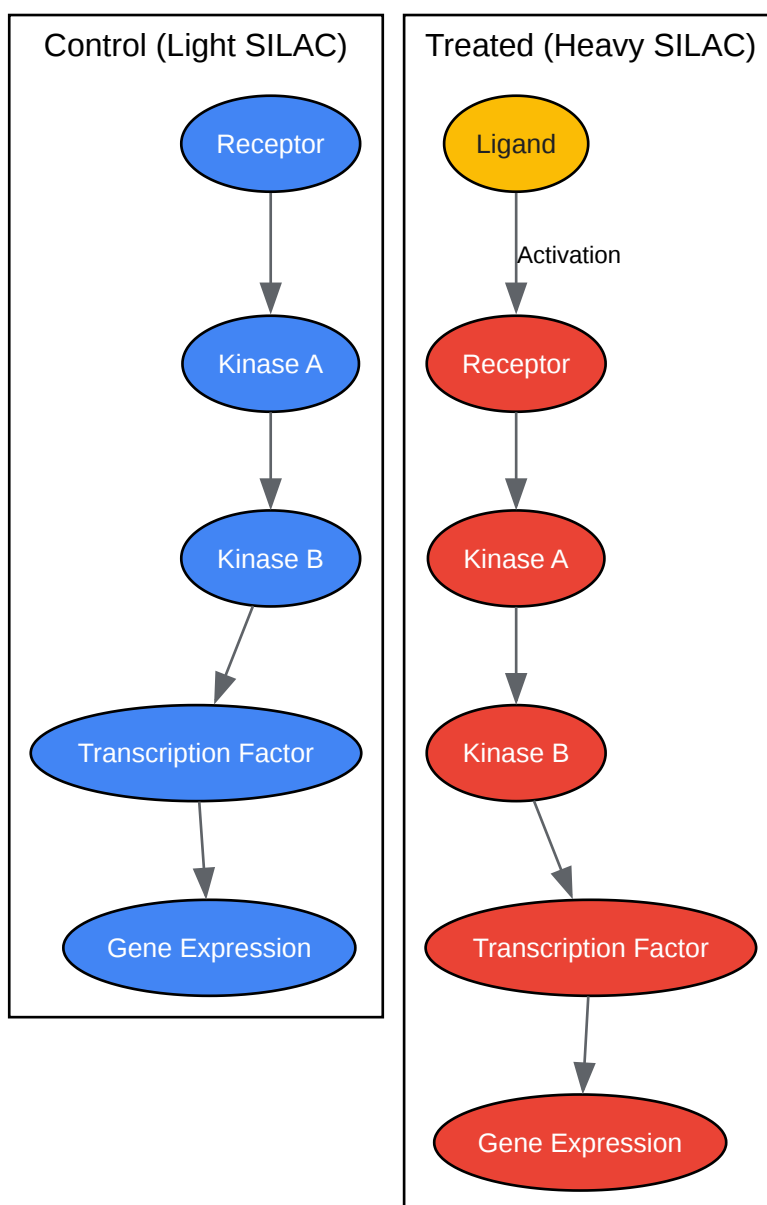 Control (Light SILAC)
Receptor
Kinase A
Kinase B
Transcription Factor
Gene Expression
Treated (Heavy SILAC)
Ligand
Activation
Receptor
Kinase A
Kinase B
Transcription Factor
Gene Expression